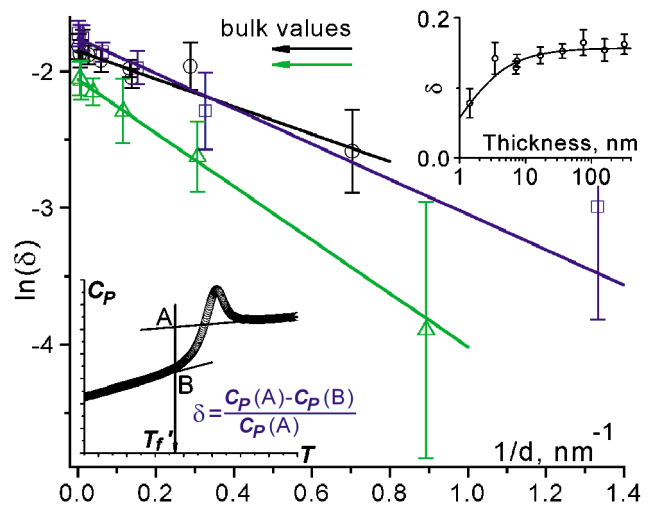 bulk values
0.2
δ
0.0
Thickness, nm
1 10 100
−2
−3
−4
ln(δ)
C_P
A
B
δ = C_P(A)-C_P(B)
C_P(A)
T_f'
T
1/d, nm⁻¹
0.0 0.2 0.4 0.6 0.8 1.0 1.2 1.4